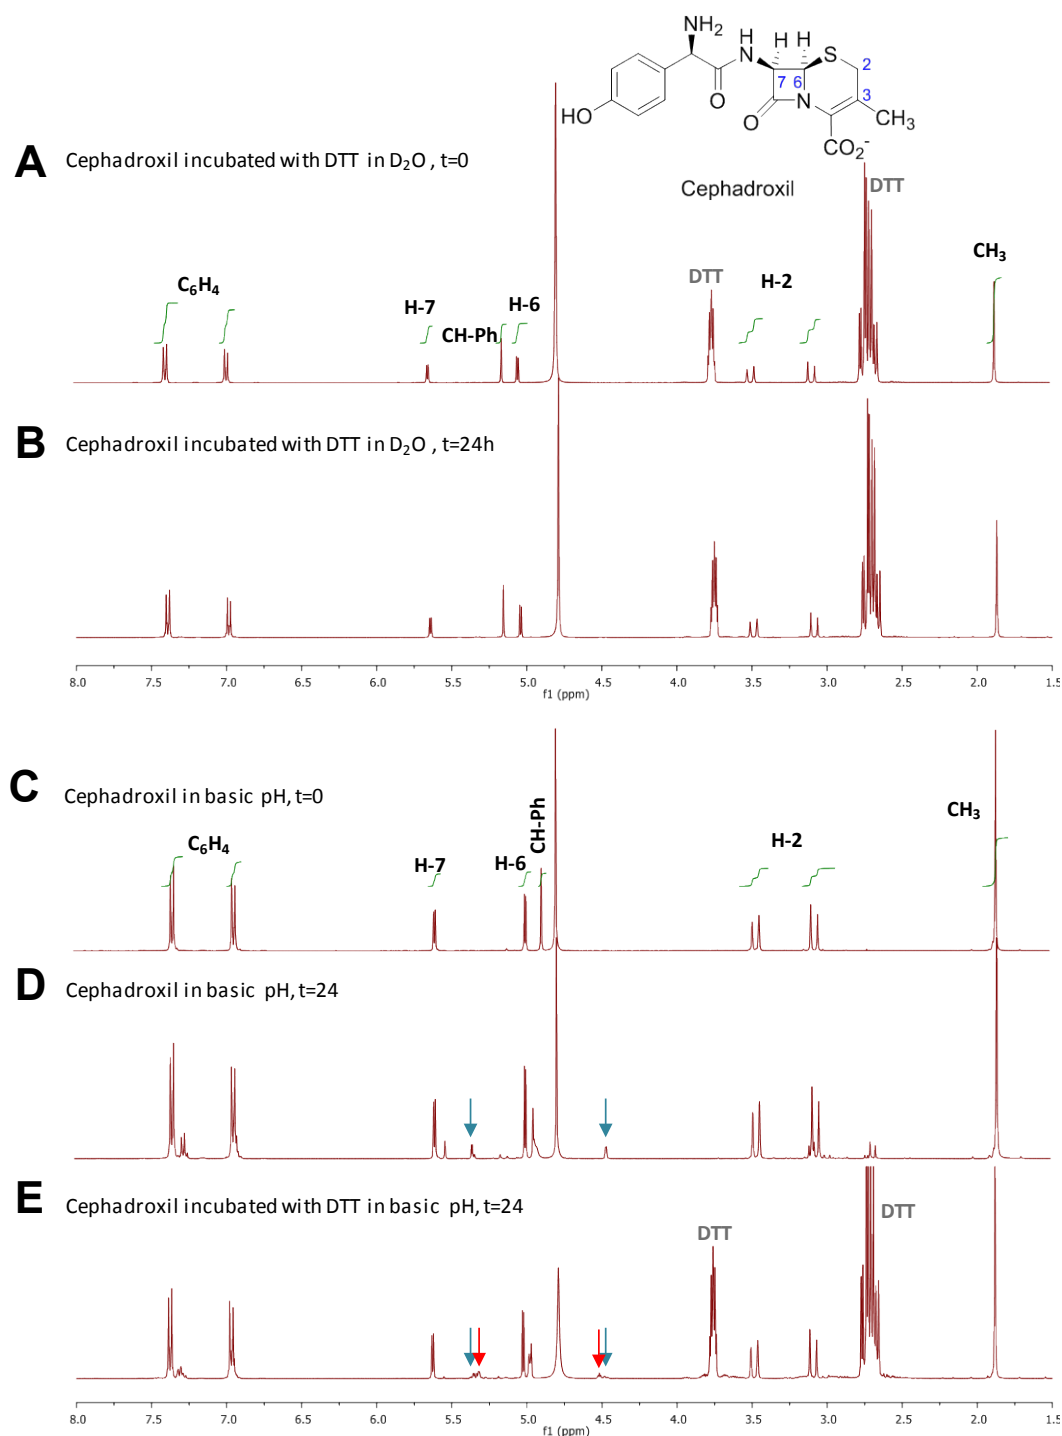 NH2
H
H
H
S
2
N
7
6
3
HO
O
O
N
CH3
CO2-
Cephadroxil
A
Cephadroxil incubated with DTT in D2O , t=0
DTT
CH3
C6H4
DTT
H-2
H-7
CH-Ph
H-6
B
Cephadroxil incubated with DTT in D2O , t=24h
8.0 7.5 7.0 6.5 6.0 5.5 5.0 4.5 4.0 3.5 3.0 2.5 2.0 1.5
f1 (ppm)
C
Cephadroxil in basic pH, t=0
C6H4
H-7
H-6
CH-Ph
H-2
CH3
D
Cephadroxil in basic pH, t=24
E
Cephadroxil incubated with DTT in basic pH, t=24
DTT
DTT
8.0 7.5 7.0 6.5 6.0 5.5 5.0 4.5 4.0 3.5 3.0 2.5 2.0 1.5
f1 (ppm)